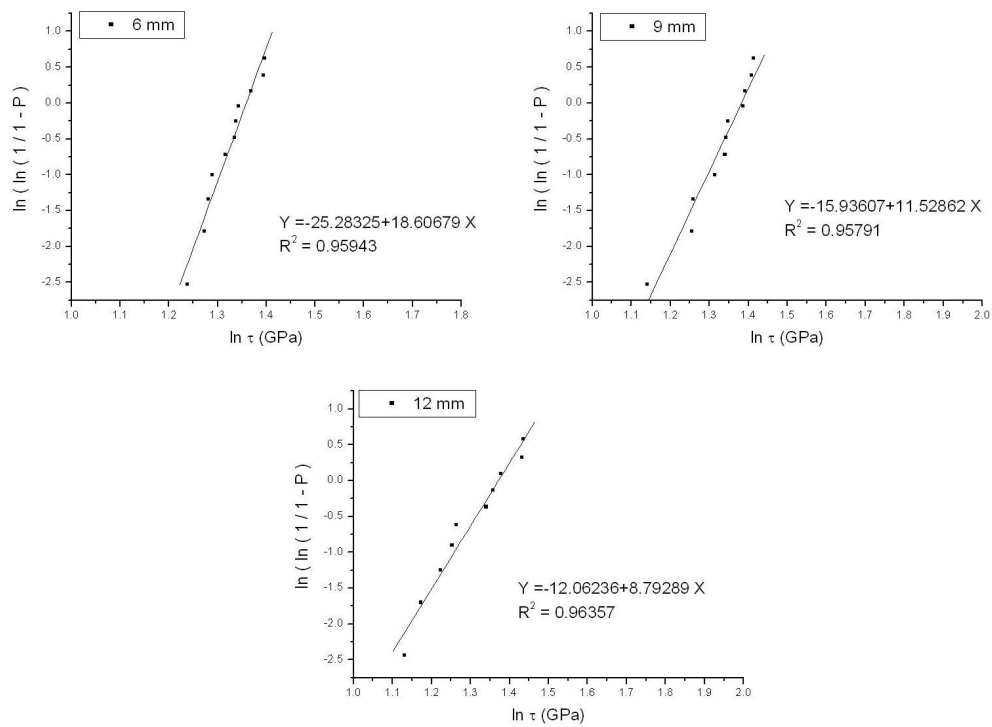 6 mm
1.0
0.5
0.0
-0.5
-1.0
-1.5
-2.0
-2.5
ln ( ln ( 1 / 1 - P )
Y =-25.28325+18.60679 X
R² = 0.95943
1.0 1.1 1.2 1.3 1.4 1.5 1.6 1.7 1.8
ln τ (GPa)
9 mm
1.0
0.5
0.0
-0.5
-1.0
-1.5
-2.0
-2.5
ln ( ln ( 1 / 1 - P )
Y =-15.93607+11.52862 X
R² = 0.95791
1.0 1.1 1.2 1.3 1.4 1.5 1.6 1.7 1.8 1.9 2.0
ln τ (GPa)
12 mm
1.0
0.5
0.0
-0.5
-1.0
-1.5
-2.0
-2.5
ln ( ln ( 1 / 1 - P )
Y =-12.06236+8.79289 X
R² = 0.96357
1.0 1.1 1.2 1.3 1.4 1.5 1.6 1.7 1.8 1.9 2.0
ln τ (GPa)